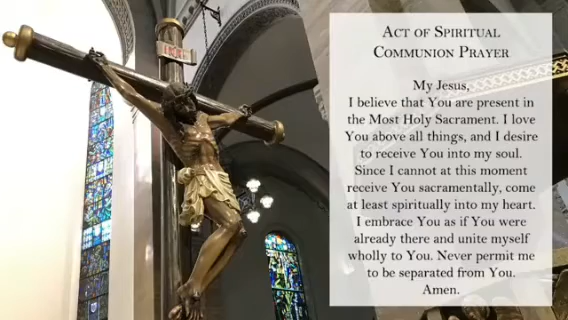 INRI
ACT OF SPIRITUAL
COMMUNION PRAYER
My Jesus,
I believe that You are present in
the Most Holy Sacrament. I love
You above all things, and I desire
to receive You into my soul.
Since I cannot at this moment
receive You sacramentally, come
at least spiritually into my heart.
I embrace You as if You were
already there and unite myself
wholly to You. Never permit me
to be separated from You.
Amen.